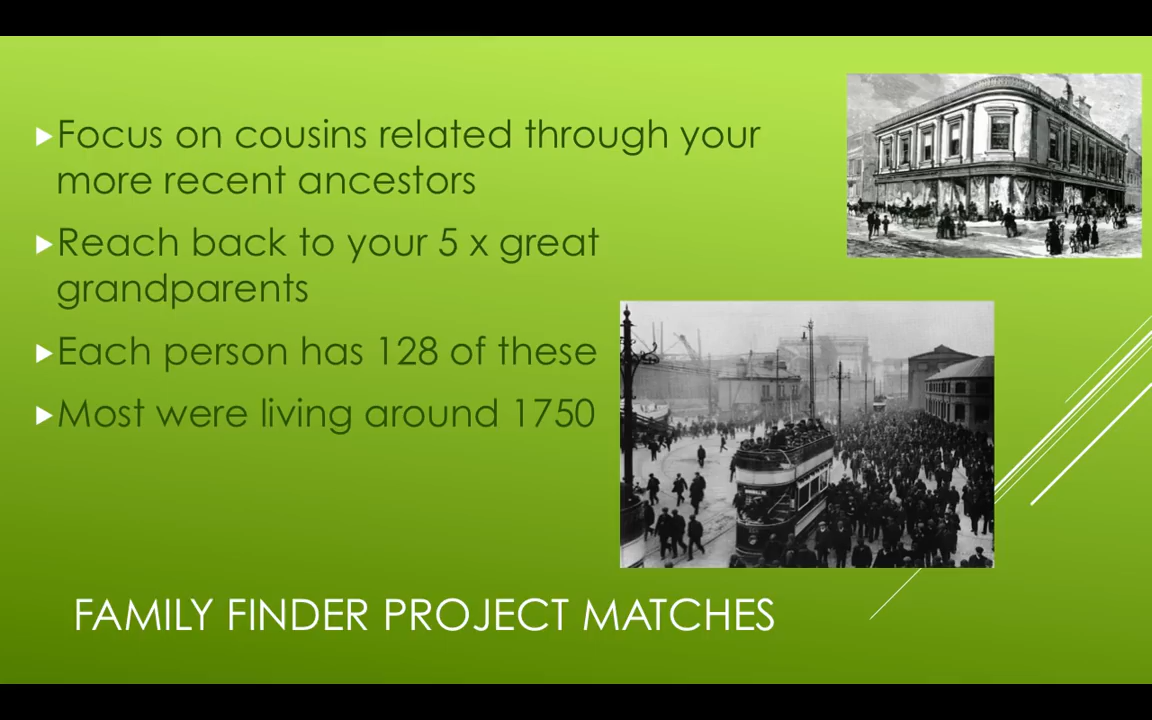 Focus on cousins related through your
more recent ancestors
Reach back to your 5 x great
grandparents
Each person has 128 of these
Most were living around 1750
FAMILY FINDER PROJECT MATCHES